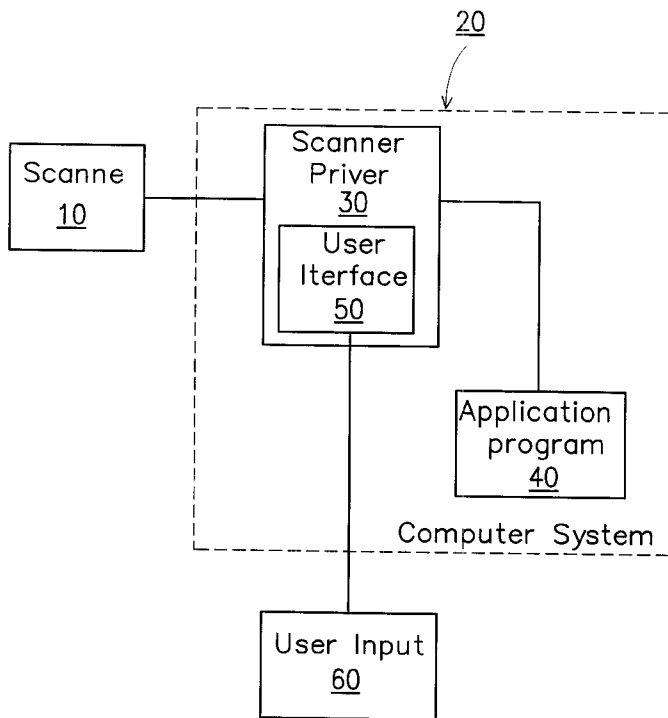 20
Scanne
10
Scanner
Priver
30
User
Iterface
50
Application
program
40
Computer System
User Input
60